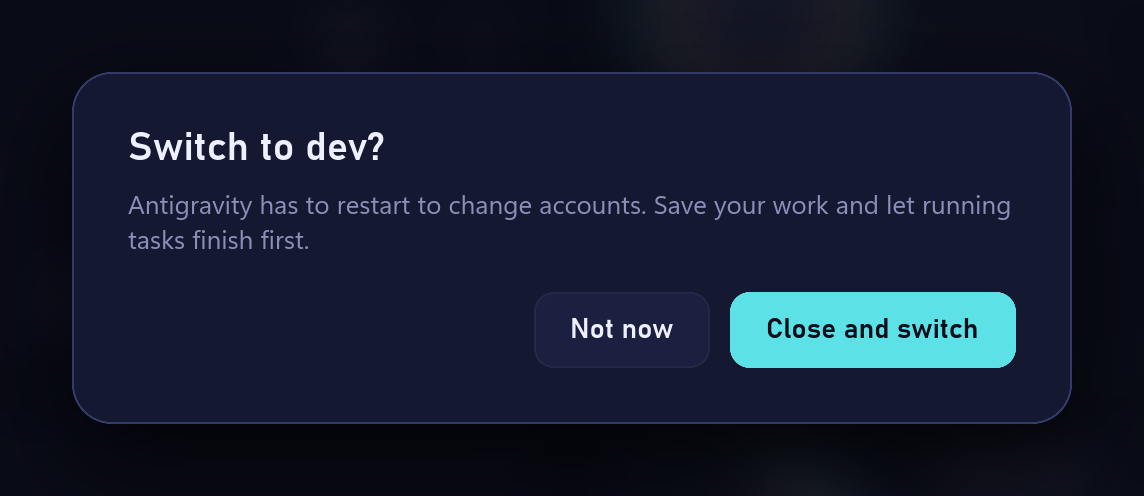 Switch to dev?
Antigravity has to restart to change accounts. Save your work and let running
tasks finish first.
Not now
Close and switch